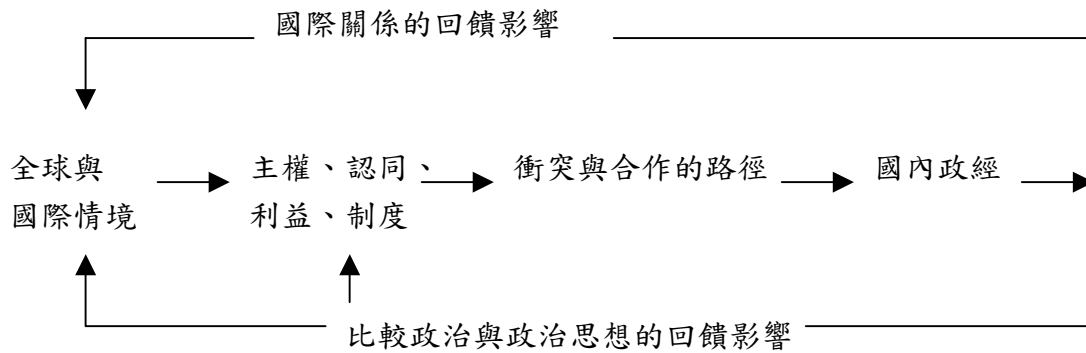 國際關係的回饋影響
全球與
國際情境
主權、認同、
利益、制度
衝突與合作的路徑
國內政經
比較政治與政治思想的回饋影響